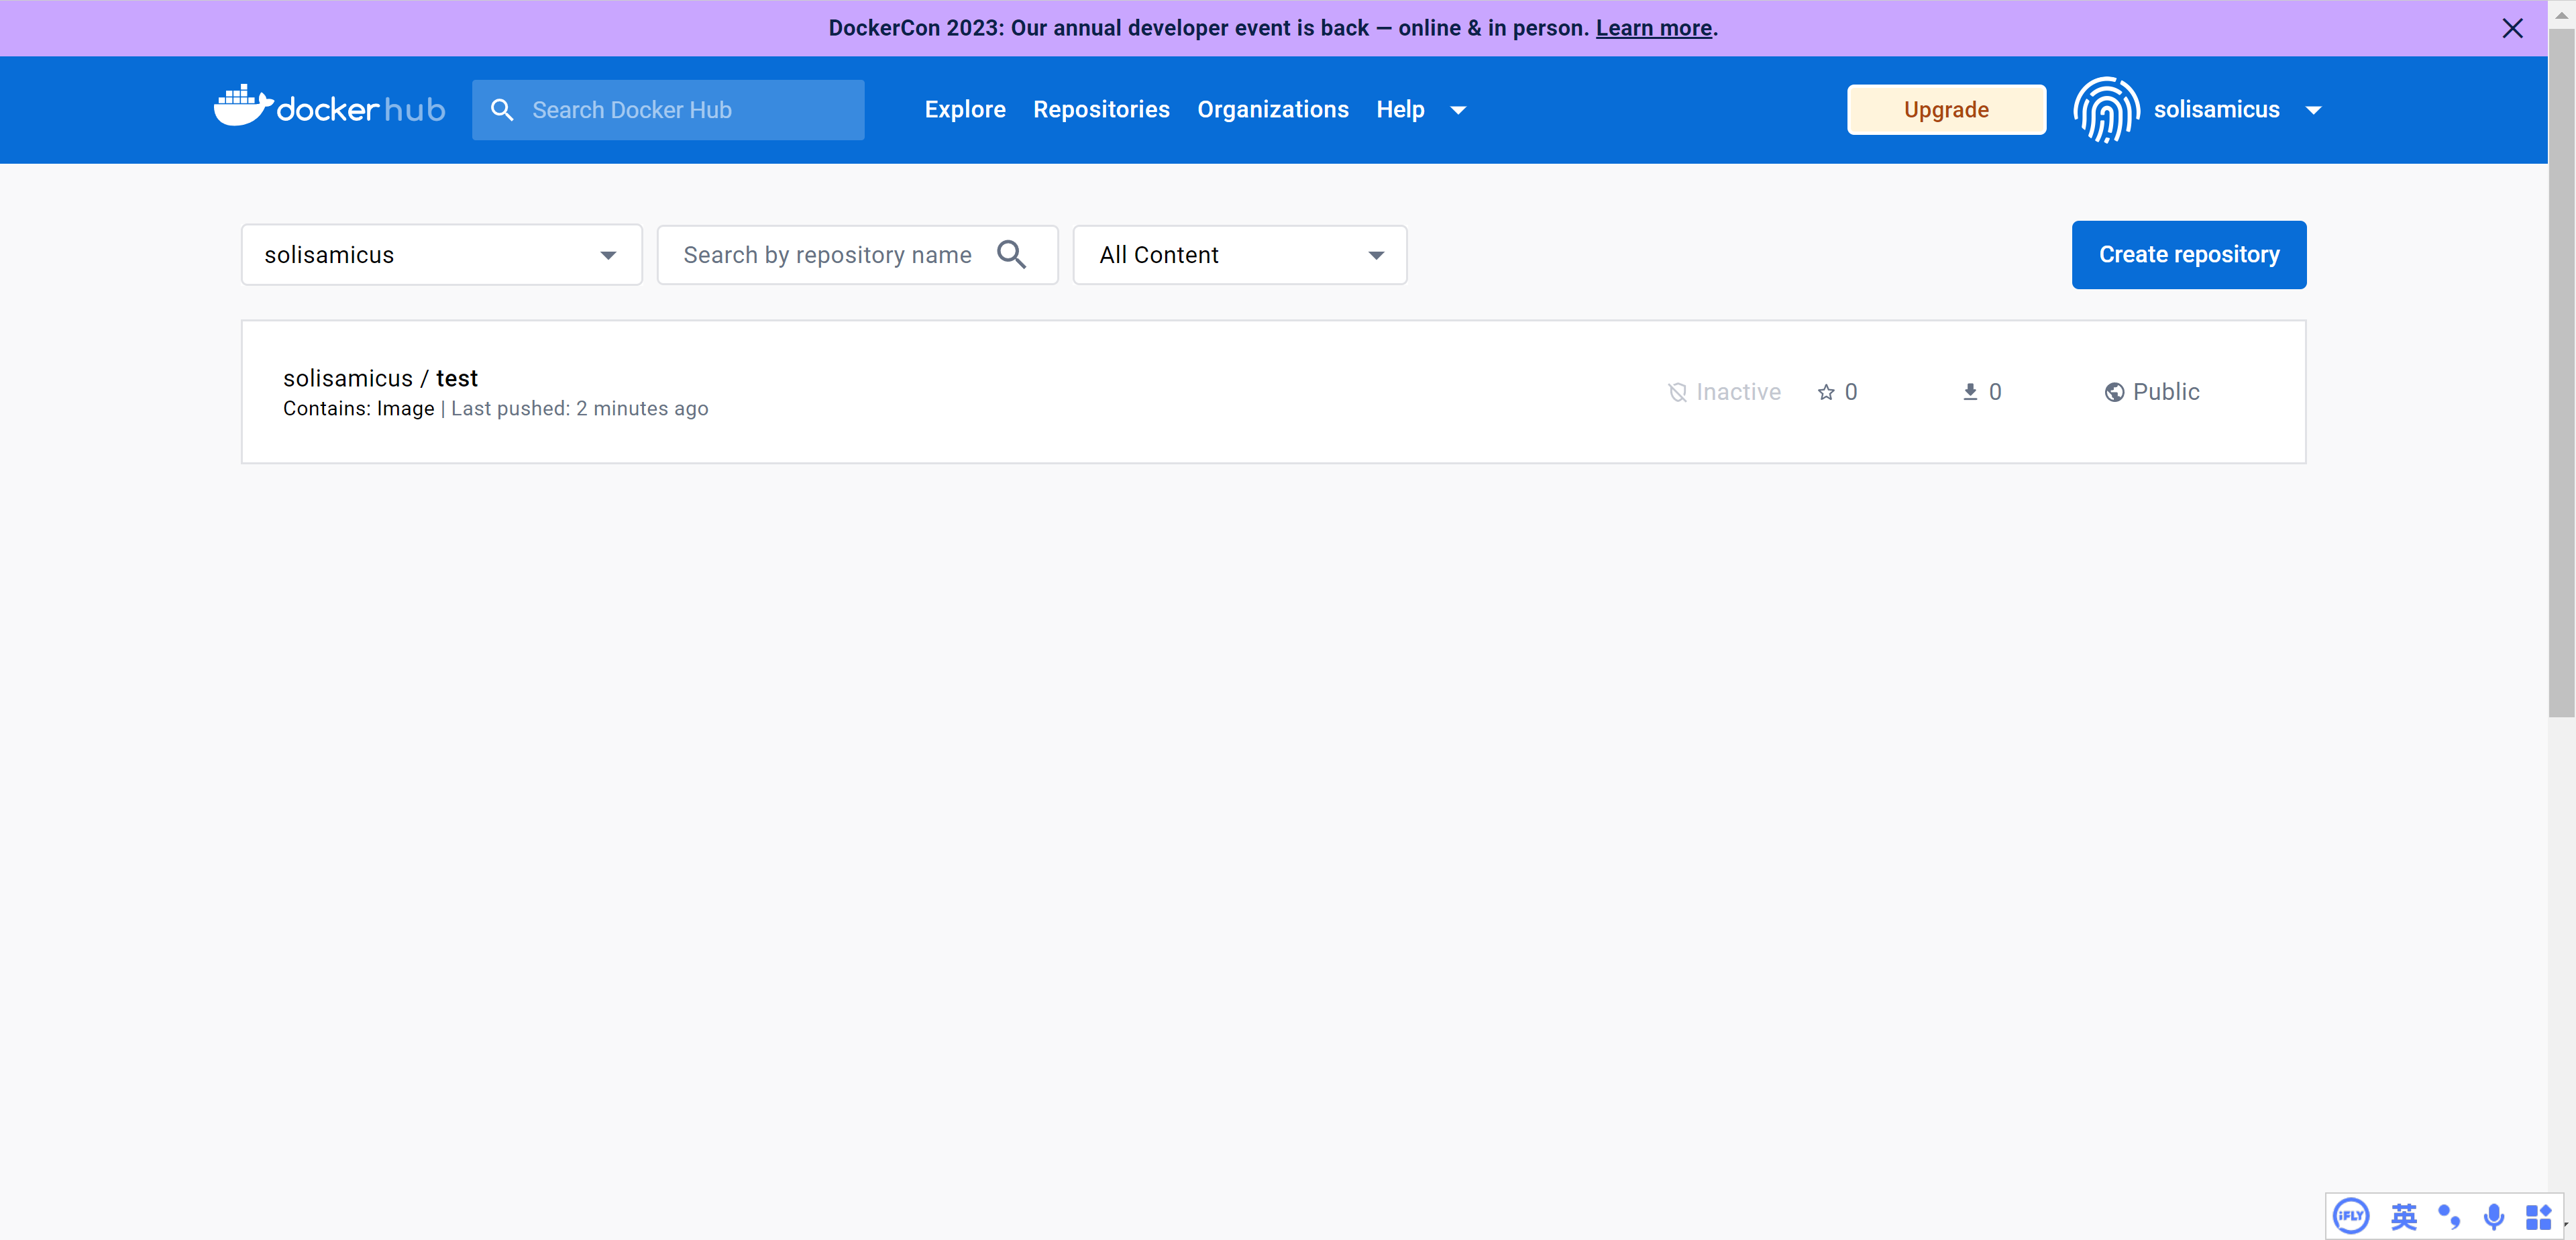 DockerCon 2023: Our annual developer event is back — online & in person. Learn more.
dockerhub
Search Docker Hub
Explore
Repositories
Organizations
Help
Upgrade
solisamicus
solisamicus
Search by repository name
All Content
Create repository
solisamicus / test
Contains: Image | Last pushed: 2 minutes ago
Inactive
0
0
Public
iFLY
英